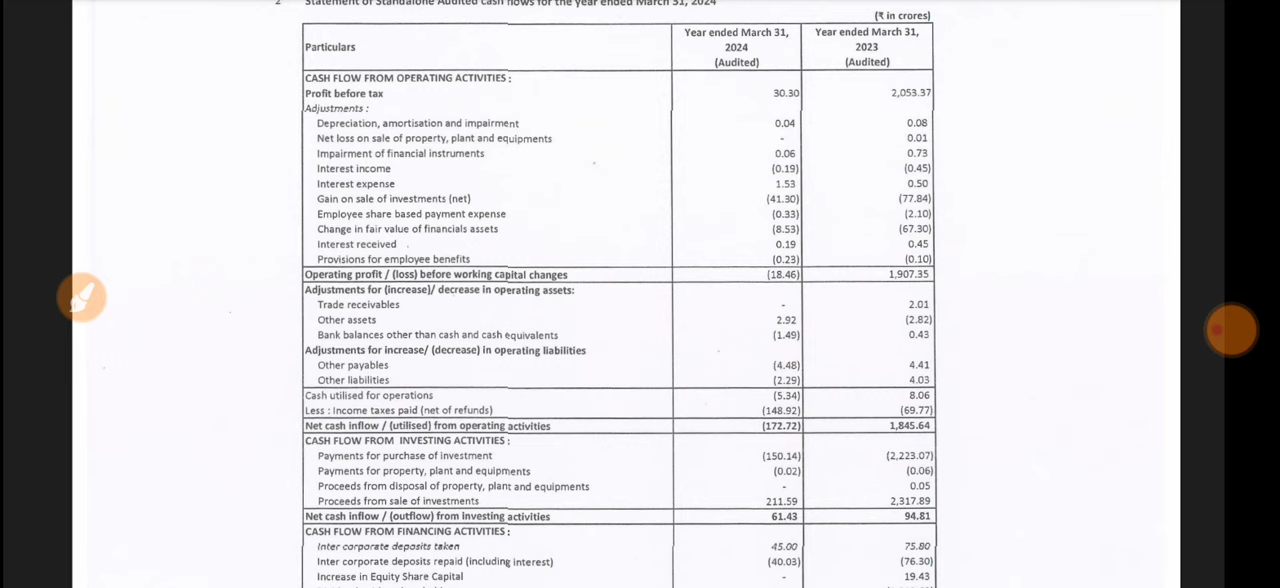 2 Statement of Standalone Audited cash flows for the year ended March 31, 2024
(₹ in crores)
Particulars Year ended March 31, 2024 (Audited) Year ended March 31, 2023 (Audited)
CASH FLOW FROM OPERATING ACTIVITIES :
Profit before tax 30.30 2,053.37
Adjustments :
Depreciation, amortisation and impairment 0.04 0.08
Net loss on sale of property, plant and equipments - 0.01
Impairment of financial instruments 0.06 0.73
Interest income (0.19) (0.45)
Interest expense 1.53 0.50
Gain on sale of investments (net) (41.30) (77.84)
Employee share based payment expense (0.33) (2.10)
Change in fair value of financials assets (8.53) (67.30)
Interest received 0.19 0.45
Provisions for employee benefits (0.23) (0.10)
Operating profit / (loss) before working capital changes (18.46) 1,907.35
Adjustments for (increase)/ decrease in operating assets:
Trade receivables - 2.01
Other assets 2.92 (2.82)
Bank balances other than cash and cash equivalents (1.49) 0.43
Adjustments for increase/ (decrease) in operating liabilities
Other payables (4.48) 4.41
Other liabilities (2.29) 4.03
Cash utilised for operations (5.34) 8.06
Less : Income taxes paid (net of refunds) (148.92) (69.77)
Net cash inflow / (utilised) from operating activities (172.72) 1,845.64
CASH FLOW FROM INVESTING ACTIVITIES :
Payments for purchase of investment (150.14) (2,223.07)
Payments for property, plant and equipments (0.02) (0.06)
Proceeds from disposal of property, plant and equipments - 0.05
Proceeds from sale of investments 211.59 2,317.89
Net cash inflow / (outflow) from investing activities 61.43 94.81
CASH FLOW FROM FINANCING ACTIVITIES :
Inter corporate deposits taken 45.00 75.80
Inter corporate deposits repaid (including interest) (40.03) (76.30)
Increase in Equity Share Capital - 19.43